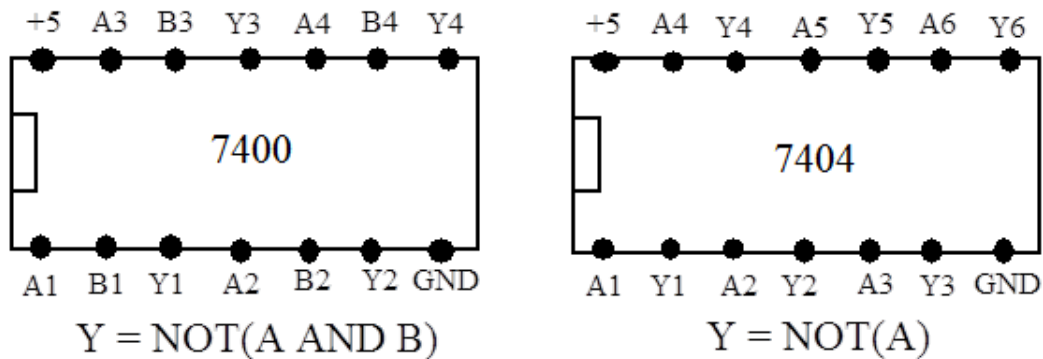 +5 A3 B3 Y3 A4 B4 Y4
7400
A1 B1 Y1 A2 B2 Y2 GND
Y = NOT(A AND B)
+5 A4 Y4 A5 Y5 A6 Y6
7404
A1 Y1 A2 Y2 A3 Y3 GND
Y = NOT(A)